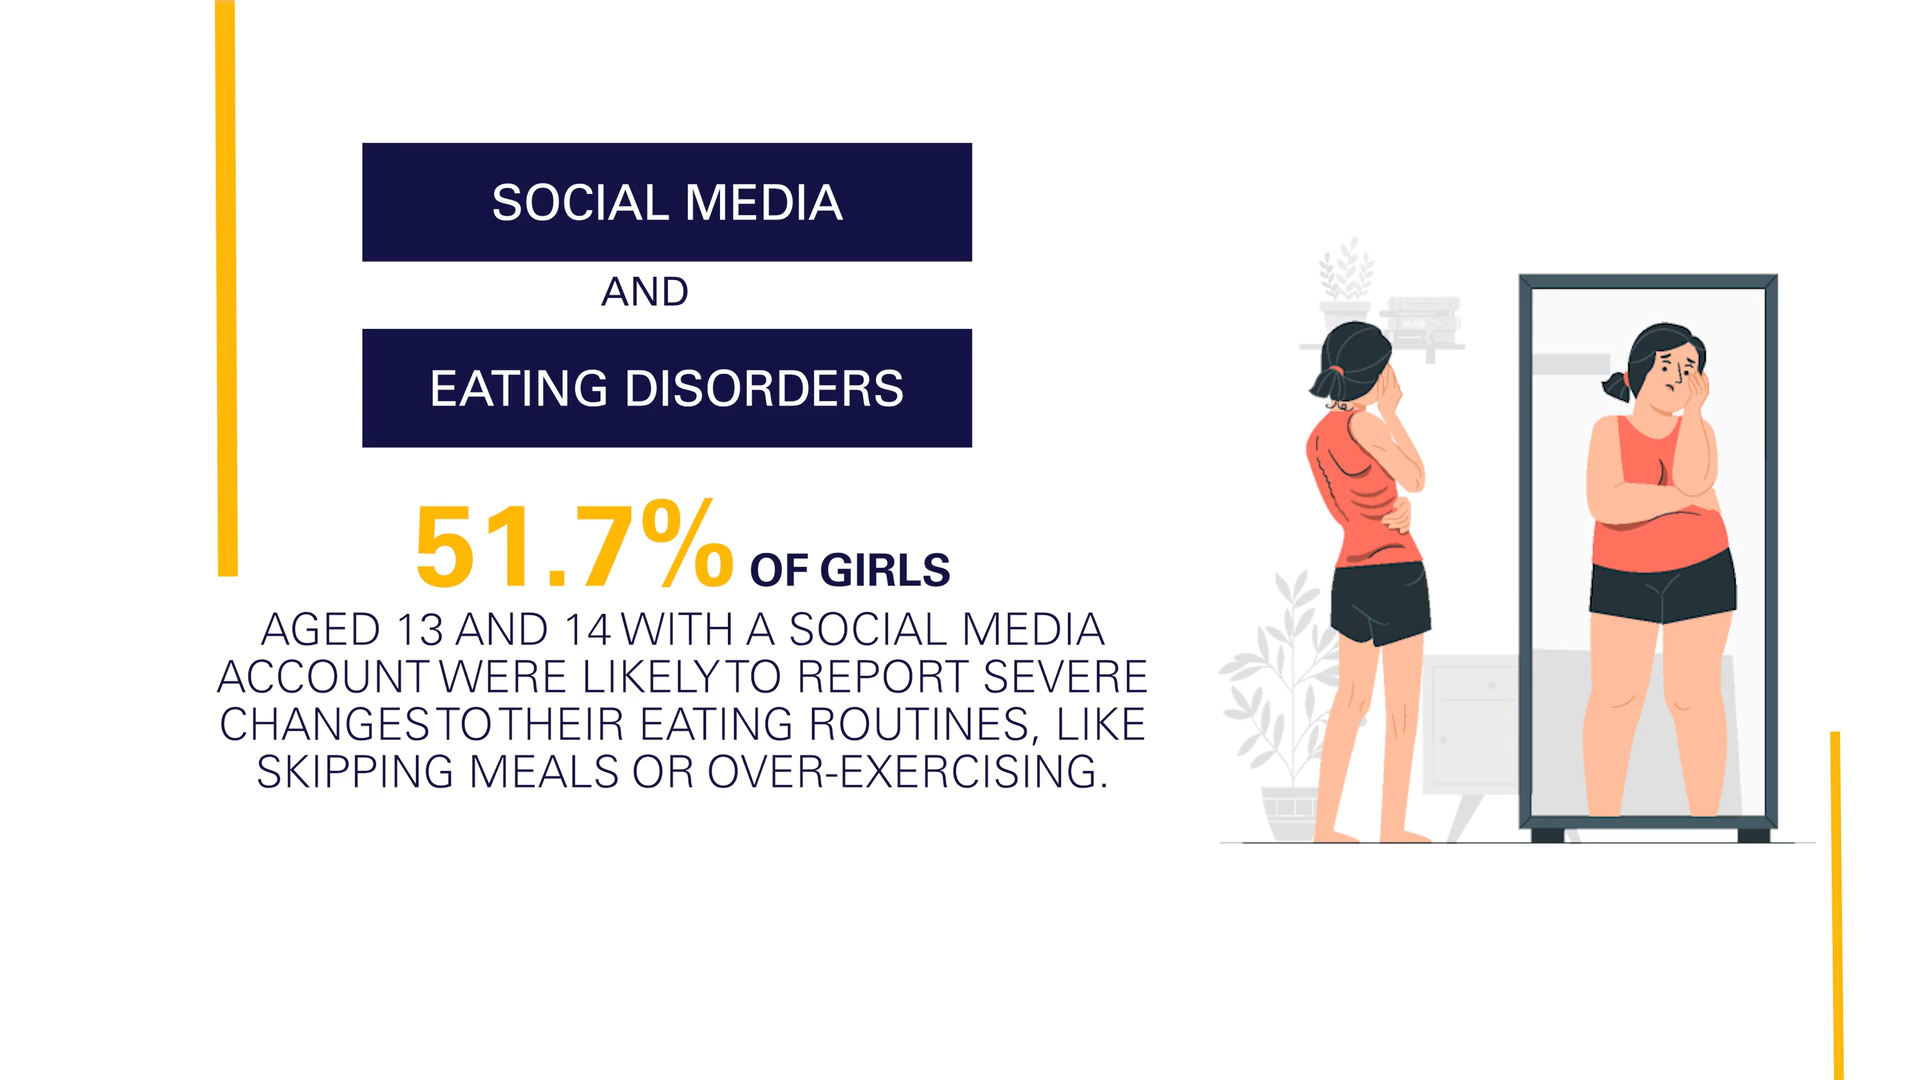 SOCIAL MEDIA
AND
EATING DISORDERS
51.7% OF GIRLS
AGED 13 AND 14 WITH A SOCIAL MEDIA
ACCOUNT WERE LIKELY TO REPORT SEVERE
CHANGES TO THEIR EATING ROUTINES, LIKE
SKIPPING MEALS OR OVER-EXERCISING.